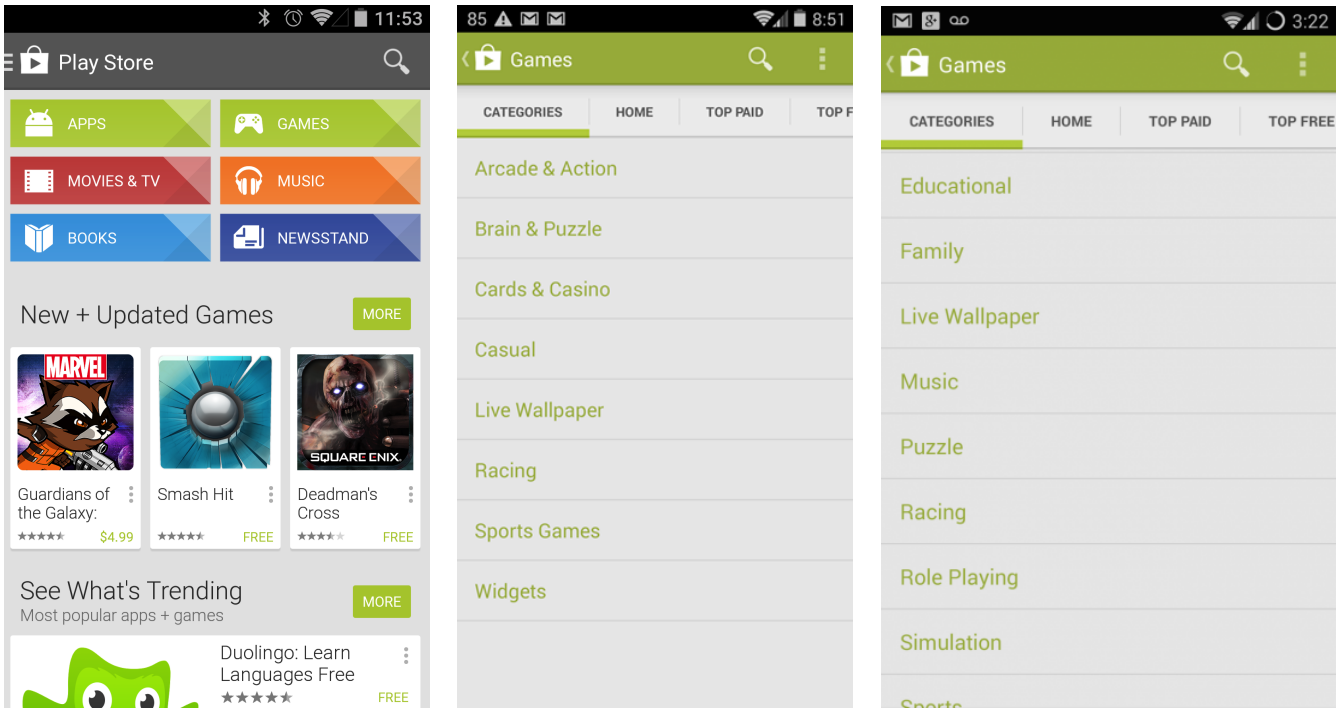 11:53
Play Store
APPS
GAMES
MOVIES & TV
MUSIC
BOOKS
NEWSSTAND
New + Updated Games
MORE
MARVEL
SQUARE ENIX.
Guardians of
the Galaxy:
$4.99
Smash Hit
FREE
Deadman's
Cross
FREE
See What's Trending
MORE
Most popular apps + games
Duolingo: Learn
Languages Free
FREE
85 8:51
Games
CATEGORIES HOME TOP PAID TOP F
Arcade & Action
Brain & Puzzle
Cards & Casino
Casual
Live Wallpaper
Racing
Sports Games
Widgets
3:22
Games
CATEGORIES HOME TOP PAID TOP FREE
Educational
Family
Live Wallpaper
Music
Puzzle
Racing
Role Playing
Simulation
Sports